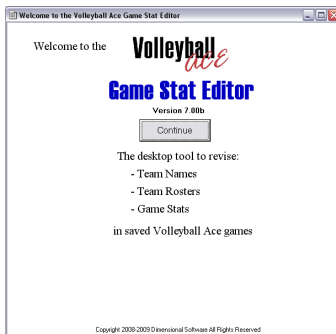 Welcome to the Volleyball Ace Game Stat Editor
Welcome to the Volleyball ace
Game Stat Editor
Version 7.00b
Continue
The desktop tool to revise:
- Team Names
- Team Rosters
- Game Stats
in saved Volleyball Ace games
Copyright 2008-2009 Dimensional Software All Rights Reserved